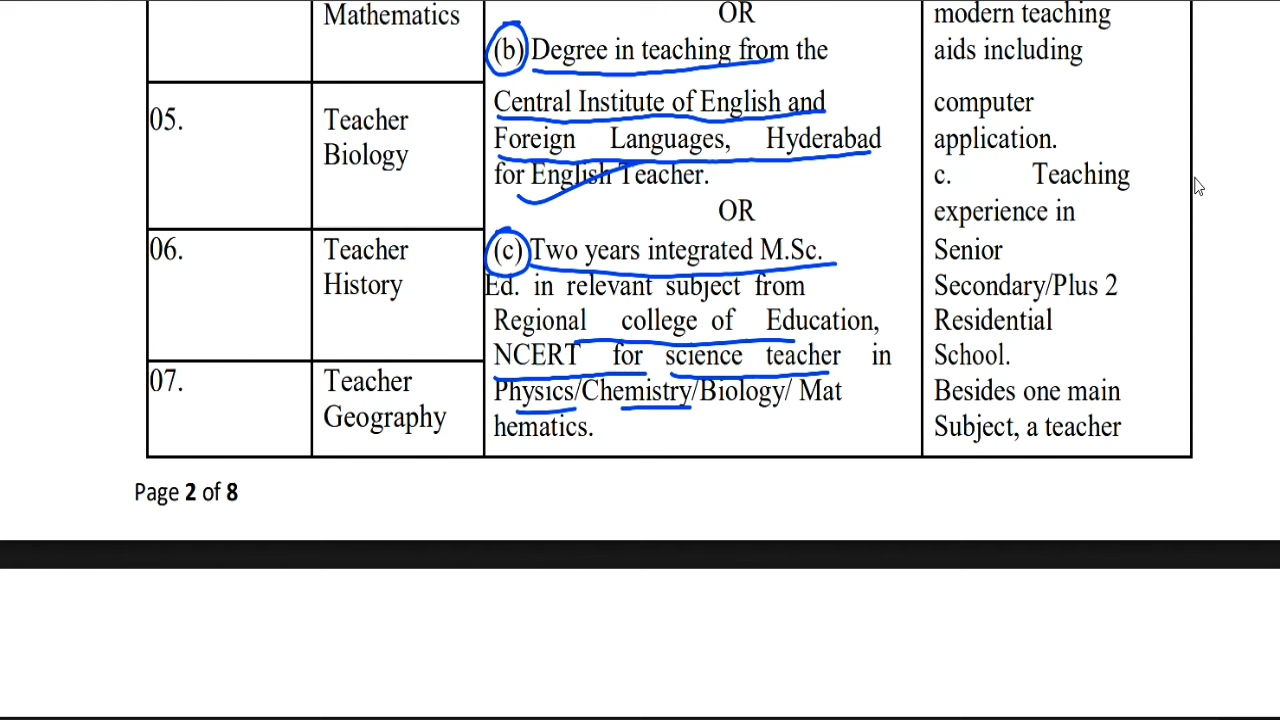 Mathematics
OR
(b) Degree in teaching from the
modern teaching
aids including
05.
Teacher
Biology
Central Institute of English and
Foreign Languages, Hyderabad
for English Teacher.
OR
computer
application.
c. Teaching
experience in
06.
Teacher
History
(c) Two years integrated M.Sc.
Ed. in relevant subject from
Regional college of Education,
NCERT for science teacher in
Physics/Chemistry/Biology/ Mat
hematics.
Senior
Secondary/Plus 2
Residential
School.
Besides one main
Subject, a teacher
07.
Teacher
Geography
Page 2 of 8